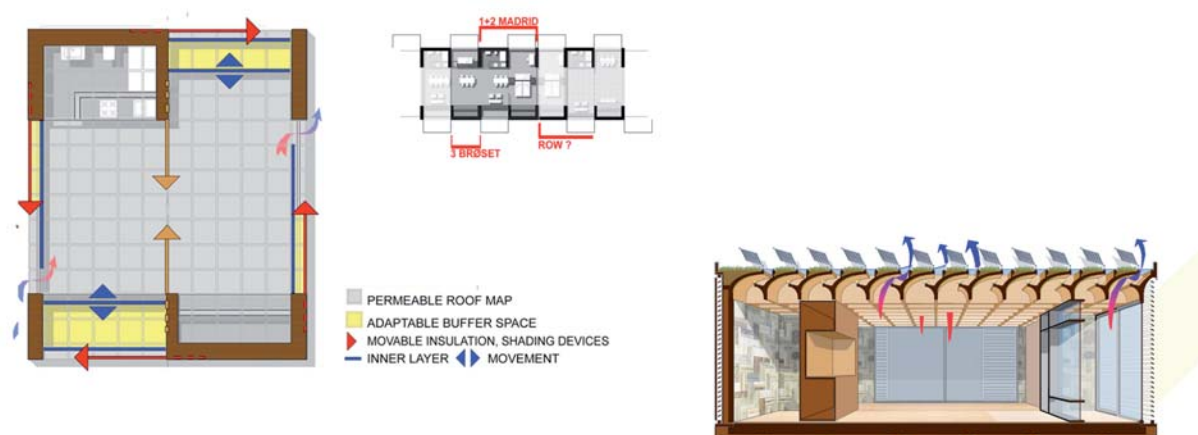 1+2 MADRID
3 BRØSET
ROW ?
PERMEABLE ROOF MAP
ADAPTABLE BUFFER SPACE
MOVABLE INSULATION, SHADING DEVICES
INNER LAYER
MOVEMENT